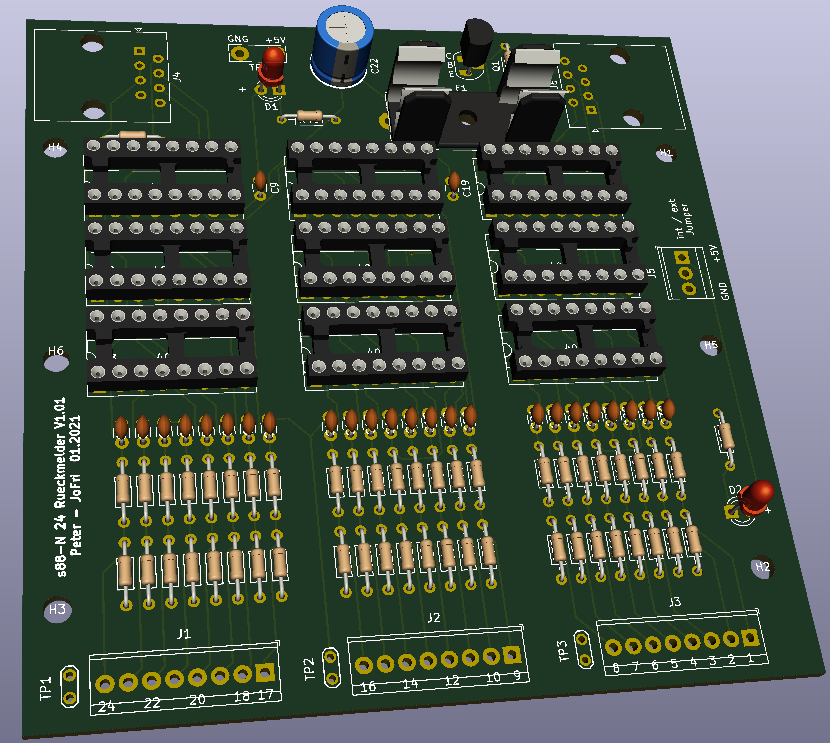 GND +5V
TP
J4
+
D1
C22
C
B
E
Q1
F1
H4
H1
C9
C19
Int / ext
Jumper
+5V
J5
GND
H6
H5
s88-N 24 Rueckmelder V1.01
Peter - JoFri 01.2021
D2
+
H3
H2
J1
J2
J3
TP1
TP2
TP3
24 22 20 18 17
16 14 12 10 9
8 7 6 5 4 3 2 1